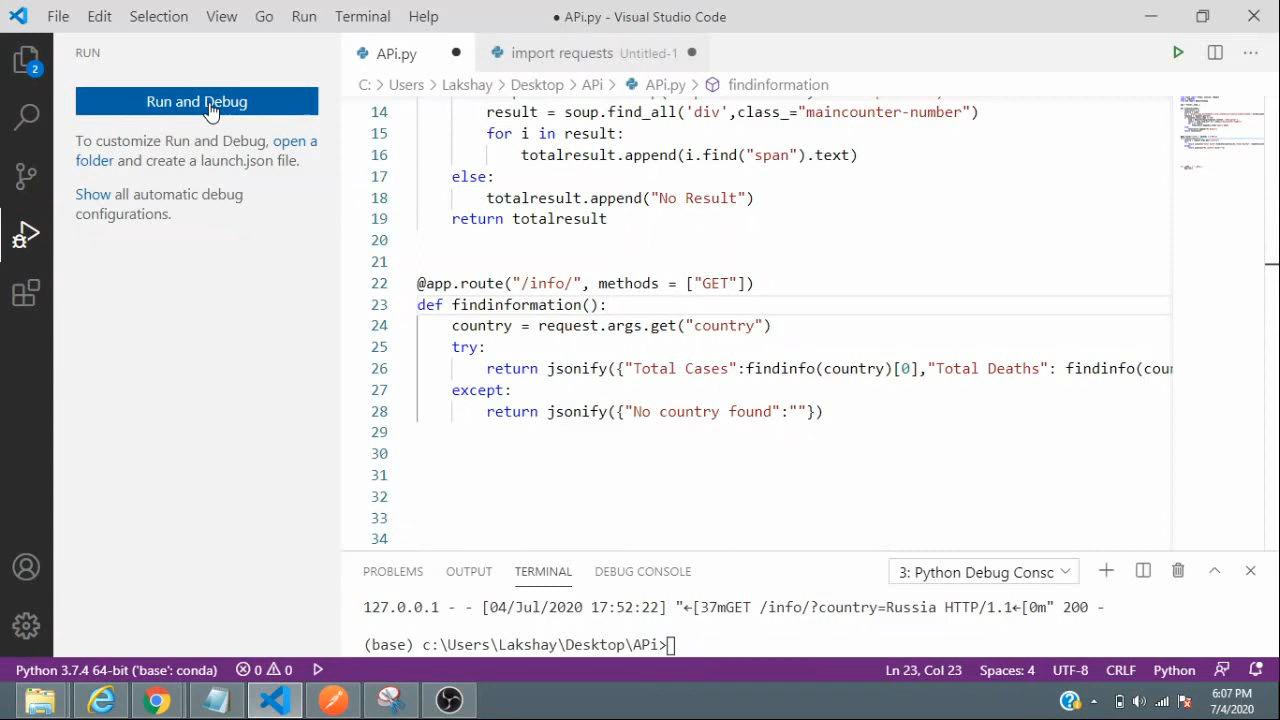 File Edit Selection View Go Run Terminal Help
● APi.py - Visual Studio Code
2
RUN
Run and Debug
To customize Run and Debug, open a
folder and create a launch.json file.
Show all automatic debug
configurations.
APi.py
import requests Untitled-1
C: > Users > Lakshay > Desktop > APi > APi.py > findinformation
14 result = soup.find_all('div',class_="maincounter-number")
15 for i in result:
16 totalresult.append(i.find("span").text)
17 else:
18 totalresult.append("No Result")
19 return totalresult
20
21
22 @app.route("/info/", methods = ["GET"])
23 def findinformation():
24 country = request.args.get("country")
25 try:
26 return jsonify({"Total Cases":findinfo(country)[0],"Total Deaths": findinfo(cou
27 except:
28 return jsonify({"No country found":""})
29
30
31
32
33
34
PROBLEMS OUTPUT TERMINAL DEBUG CONSOLE
3: Python Debug Consc
127.0.0.1 - - [04/Jul/2020 17:52:22] "←[37mGET /info/?country=Russia HTTP/1.1←[0m" 200 -
(base) c:\Users\Lakshay\Desktop\APi>
Python 3.7.4 64-bit ('base': conda) 0 0
Ln 23, Col 23 Spaces: 4 UTF-8 CRLF Python
6:07 PM
7/4/2020